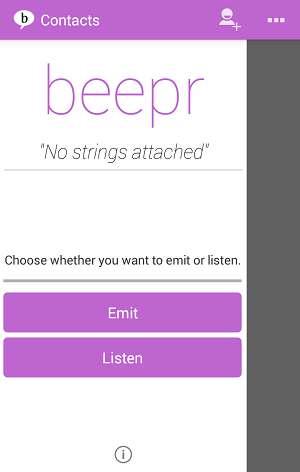 b Contacts
beepr
"No strings attached"
Choose whether you want to emit or listen.
Emit
Listen
i